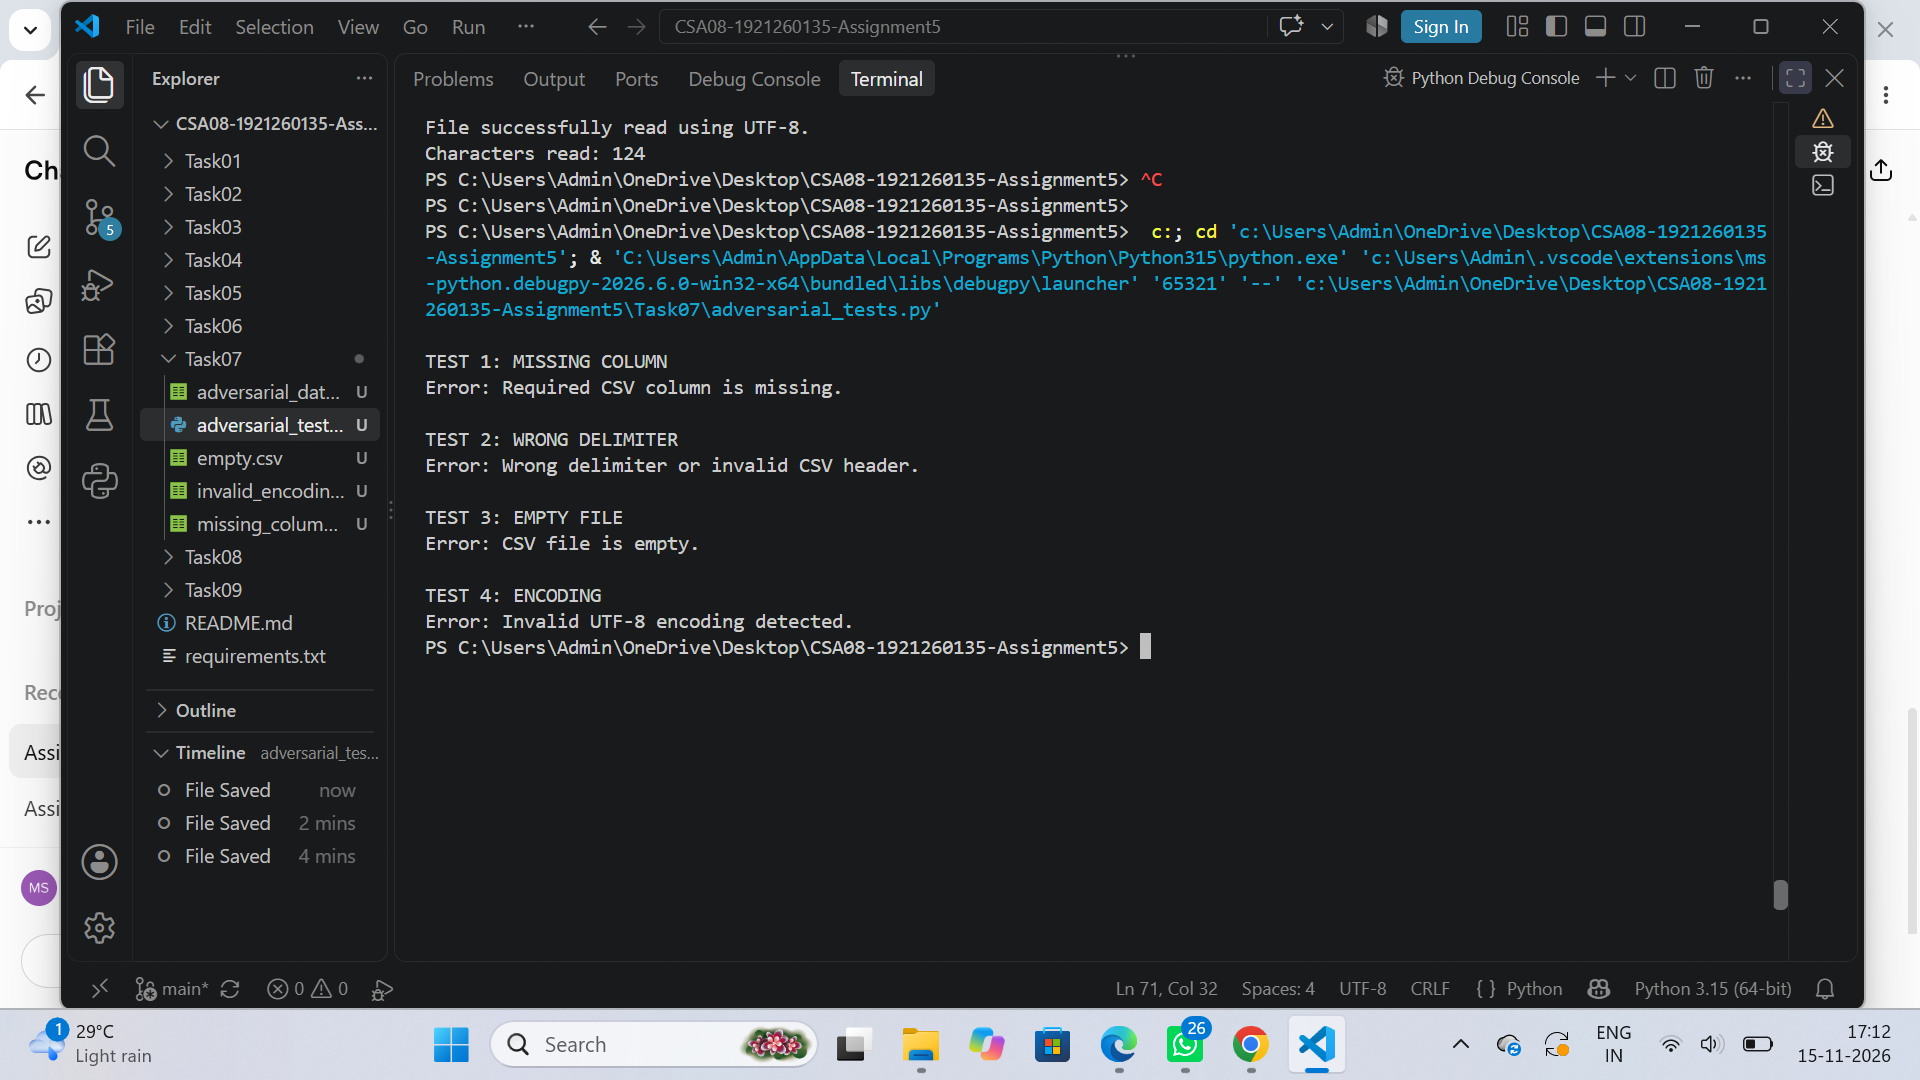 File Edit Selection View Go Run ··· CSA08-1921260135-Assignment5 Sign In
Explorer ···
Problems Output Ports Debug Console Terminal
Python Debug Console ···
CSA08-1921260135-Ass...
Task01
Task02
Task03
Task04
Task05
Task06
Task07
adversarial_dat... U
adversarial_test... U
empty.csv U
invalid_encodin... U
missing_colum... U
Task08
Task09
README.md
requirements.txt
Outline
Timeline adversarial_tes...
File Saved now
File Saved 2 mins
File Saved 4 mins
5
File successfully read using UTF-8.
Characters read: 124
PS C:\Users\Admin\OneDrive\Desktop\CSA08-1921260135-Assignment5> ^C
PS C:\Users\Admin\OneDrive\Desktop\CSA08-1921260135-Assignment5>
PS C:\Users\Admin\OneDrive\Desktop\CSA08-1921260135-Assignment5>  c:; cd 'c:\Users\Admin\OneDrive\Desktop\CSA08-1921260135
-Assignment5'; & 'C:\Users\Admin\AppData\Local\Programs\Python\Python315\python.exe' 'c:\Users\Admin\.vscode\extensions\ms
-python.debugpy-2026.6.0-win32-x64\bundled\libs\debugpy\launcher' '65321' '--' 'c:\Users\Admin\OneDrive\Desktop\CSA08-1921
260135-Assignment5\Task07\adversarial_tests.py'
TEST 1: MISSING COLUMN
Error: Required CSV column is missing.
TEST 2: WRONG DELIMITER
Error: Wrong delimiter or invalid CSV header.
TEST 3: EMPTY FILE
Error: CSV file is empty.
TEST 4: ENCODING
Error: Invalid UTF-8 encoding detected.
PS C:\Users\Admin\OneDrive\Desktop\CSA08-1921260135-Assignment5>
main* 0 0 Ln 71, Col 32 Spaces: 4 UTF-8 CRLF { } Python Python 3.15 (64-bit)
Cha
Proj
Rec
Assi
Assi
MS
1
29°C
Light rain
Search
26
ENG
IN
17:12
15-11-2026